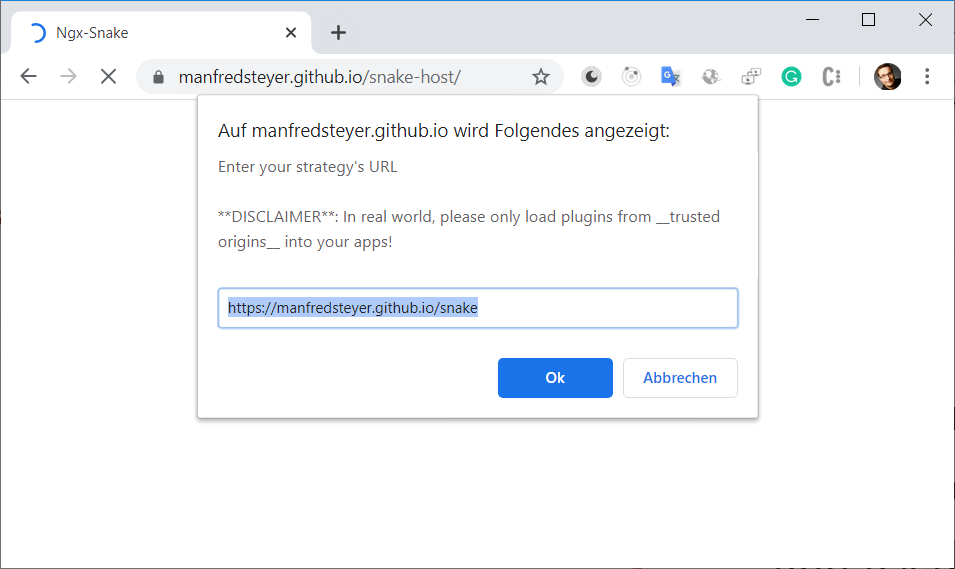 Ngx-Snake
manfredsteyer.github.io/snake-host/
Auf manfredsteyer.github.io wird Folgendes angezeigt:
Enter your strategy's URL
**DISCLAIMER**: In real world, please only load plugins from __trusted
origins__ into your apps!
https://manfredsteyer.github.io/snake
Ok
Abbrechen